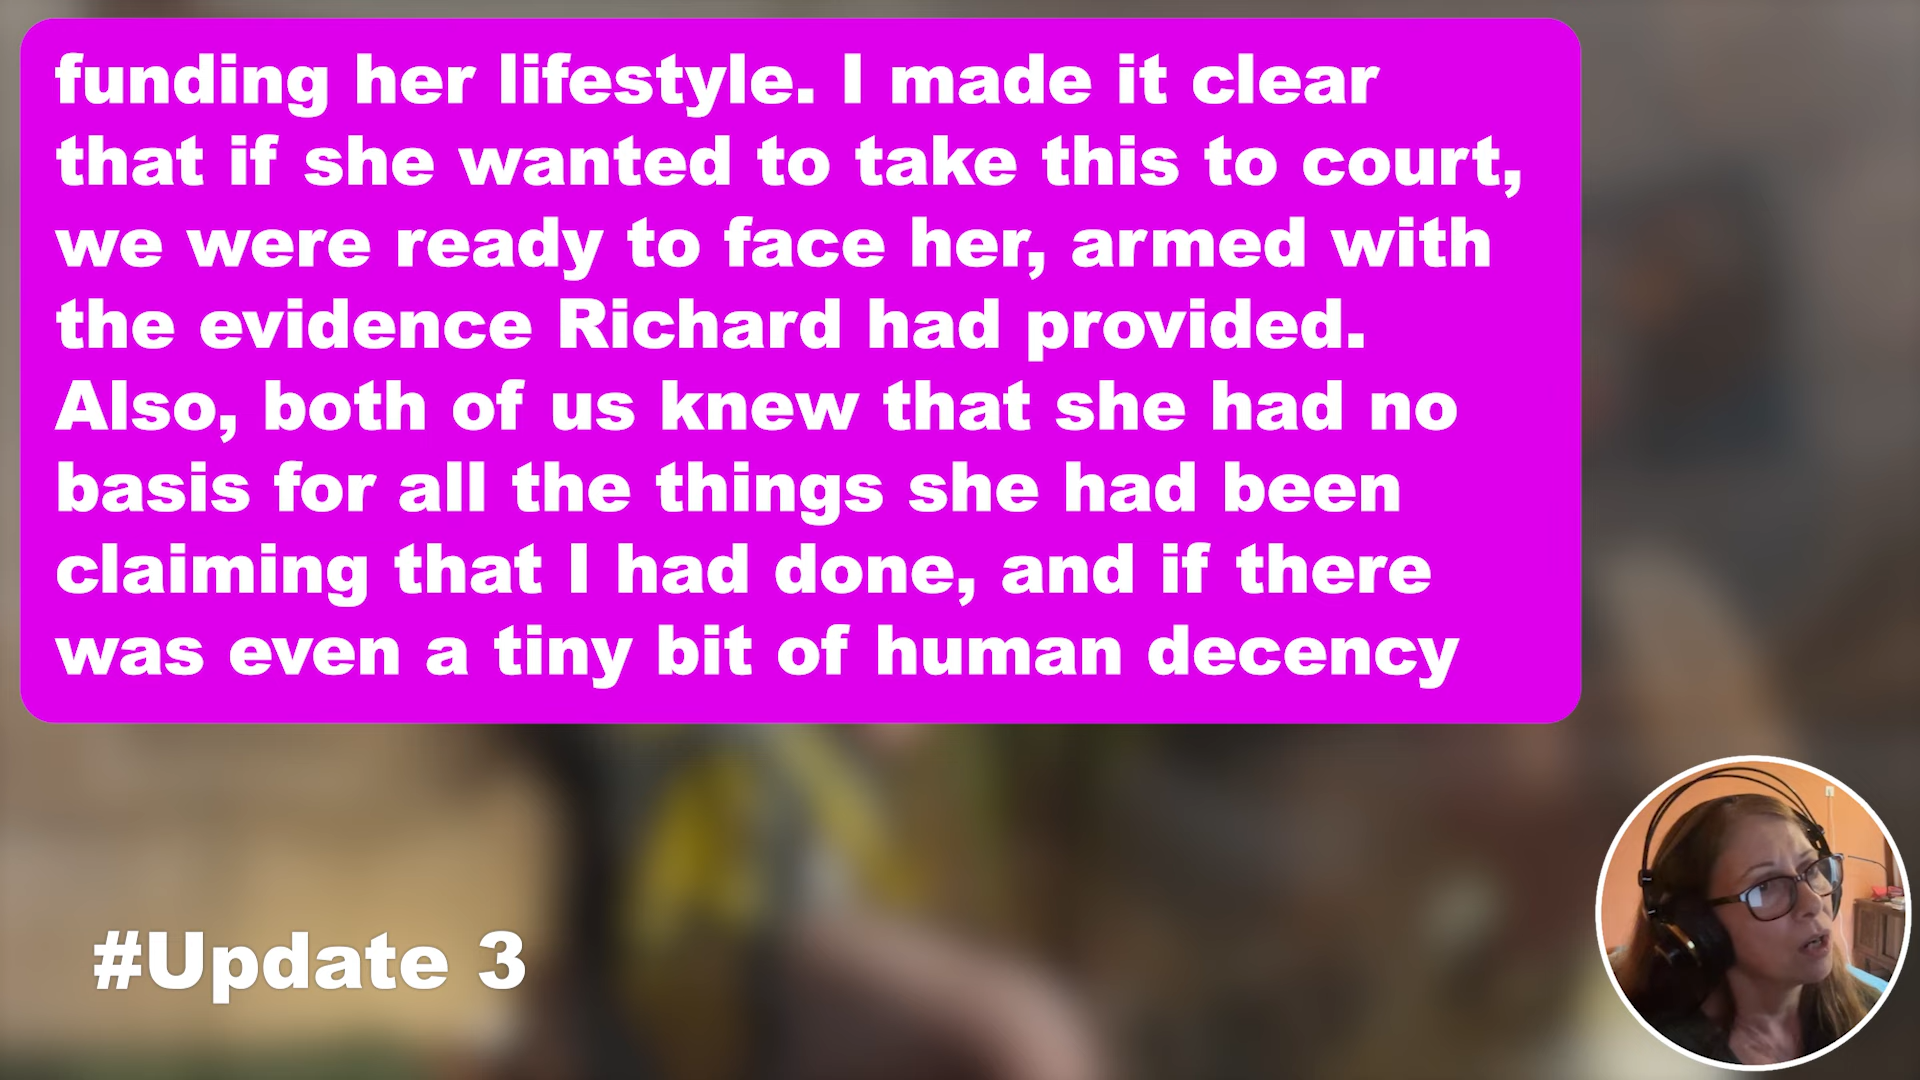 funding her lifestyle. I made it clear
that if she wanted to take this to court,
we were ready to face her, armed with
the evidence Richard had provided.
Also, both of us knew that she had no
basis for all the things she had been
claiming that I had done, and if there
was even a tiny bit of human decency
#Update 3